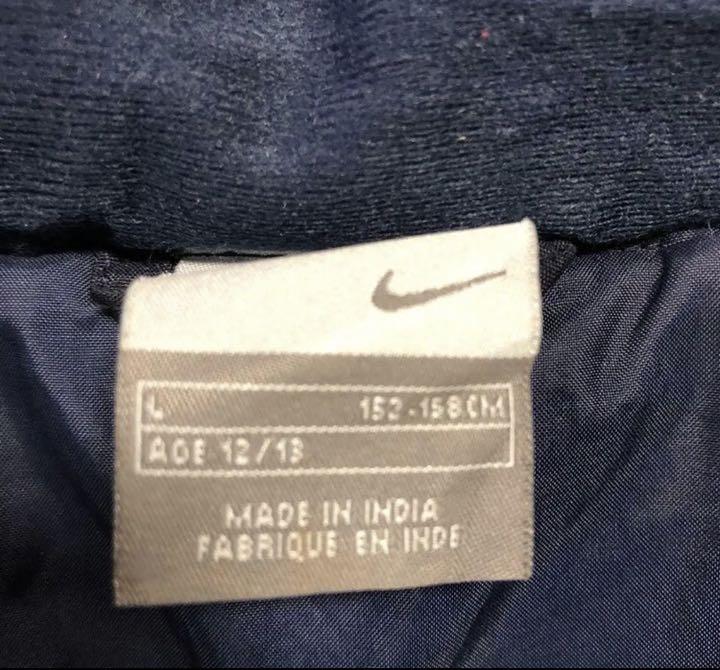 L 152-158CM
AGE 12/13
MADE IN INDIA
FABRIQUE EN INDE